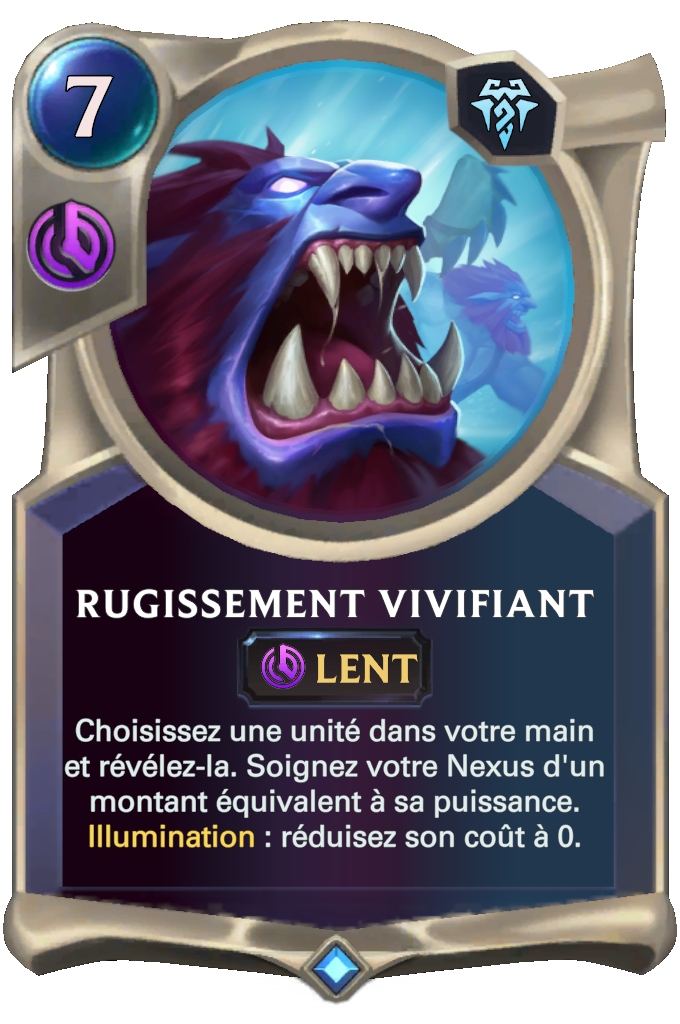 7
RUGISSEMENT VIVIFIANT
LENT
Choisissez une unité dans votre main
et révélez-la. Soignez votre Nexus d'un
montant équivalent à sa puissance.
Illumination : réduisez son coût à 0.